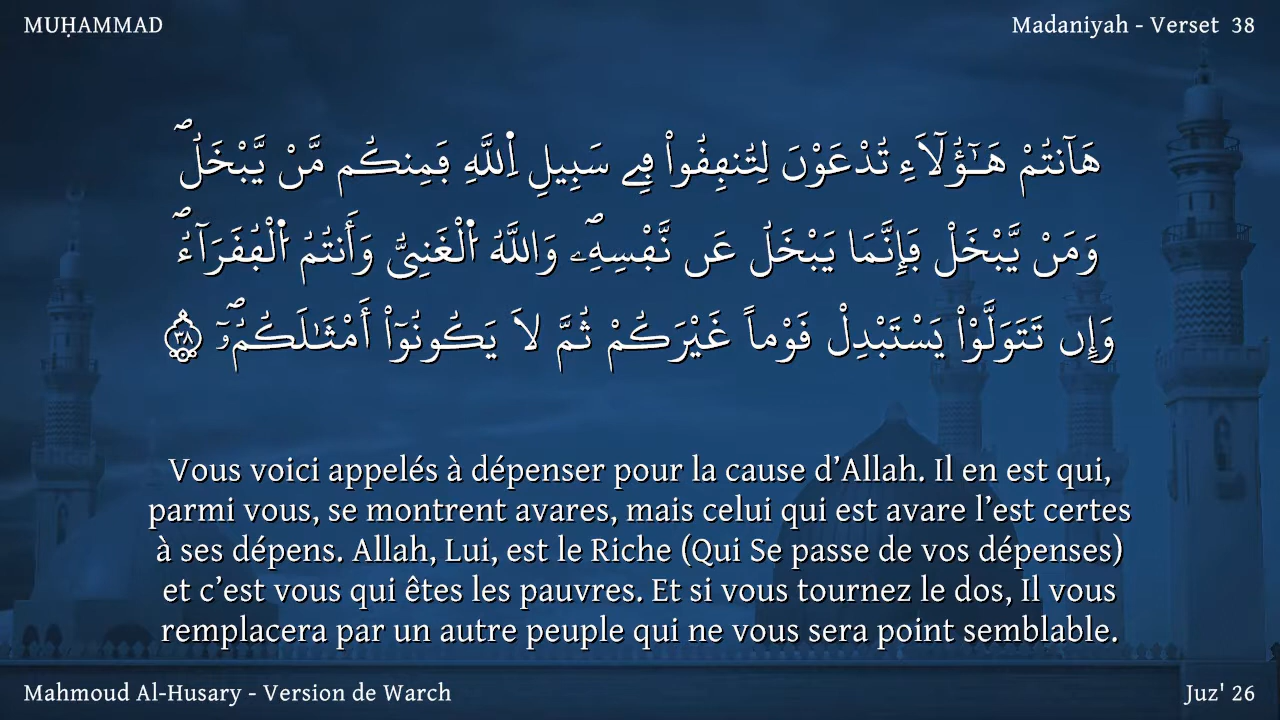 MUḤAMMAD
Madaniyah - Verset 38
هَآنتُمْ هَـٰٓؤُلَآءِ تُدْعَوْنَ لِتُنفِقُواْ فِے سَبِيلِ اِ۬للَّهِ فَمِنكُم مَّنْ يَّبْخَلُۖ
وَمَنْ يَّبْخَلْ فَإِنَّمَا يَبْخَلُ عَن نَّفْسِهِۦۖ وَاللَّهُ اُ۬لْغَنِىُّ وَأَنتُمُ اُ۬لْفُقَرَآءُۖ
وَإِن تَتَوَلَّوْاْ يَسْتَبْدِلْ قَوْماً غَيْرَكُمْ ثُمَّ لَا يَكُونُوٓاْ أَمْثَـٰلَكُمُۥٓۖ ٣٨
Vous voici appelés à dépenser pour la cause d’Allah. Il en est qui,
parmi vous, se montrent avares, mais celui qui est avare l’est certes
à ses dépens. Allah, Lui, est le Riche (Qui Se passe de vos dépenses)
et c’est vous qui êtes les pauvres. Et si vous tournez le dos, Il vous
remplacera par un autre peuple qui ne vous sera point semblable.
Mahmoud Al-Husary - Version de Warch
Juz' 26